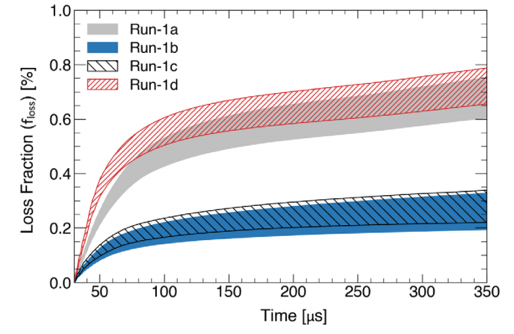 1.0
0.8
0.6
0.4
0.2
0.0
Loss Fraction (f_loss) [%]
Run-1a
Run-1b
Run-1c
Run-1d
50
100
150
200
250
300
350
Time [μs]